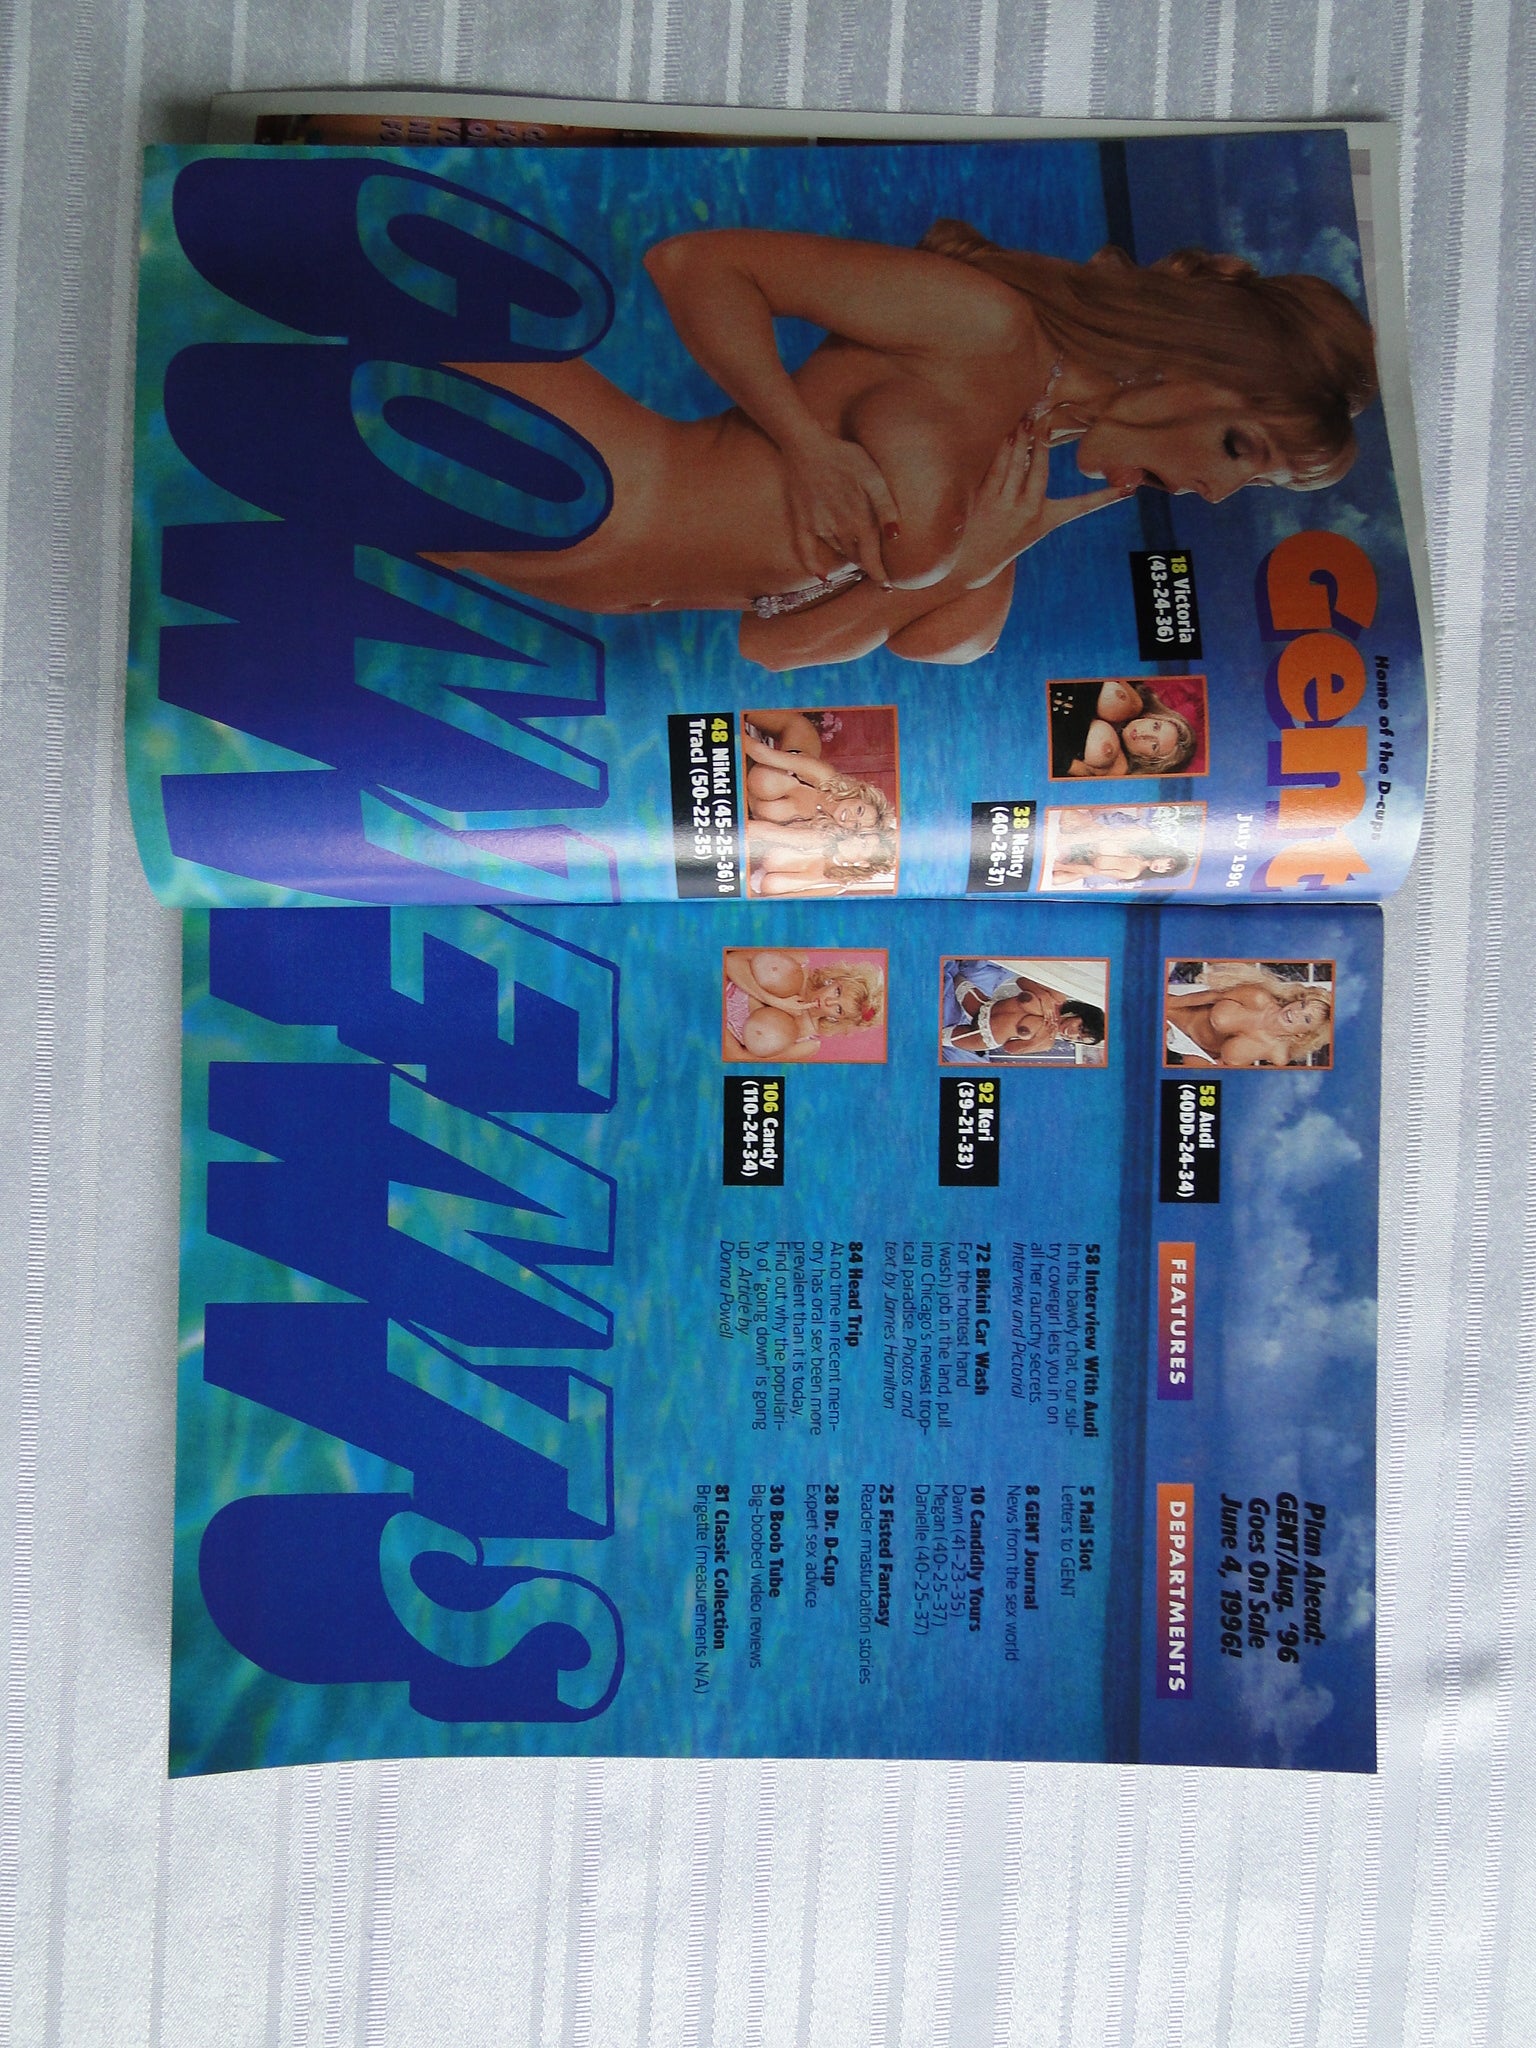 Home of the D-cups
Gent
July 1996
18 Victoria
(43-24-36)
38 Nancy
(40-26-37)
48 Nikki (45-25-36) &
Traci (50-22-35)
CONTENTS
58 Audi
(40DD-24-34)
92 Keri
(39-21-33)
106 Candy
(110-24-34)
FEATURES
58 Interview With Audi
In this bawdy chat, our sul-
try covergirl lets you in on
all her raunchy secrets.
Interview and Pictorial
72 Bikini Car Wash
For the hottest hand
(wash) job in the land, pull
into Chicago's newest trop-
ical paradise. Photos and
text by James Hamilton
84 Head Trip
At no time in recent mem-
ory has oral sex been more
prevalent than it is today.
Find out why the populari-
ty of "going down" is going
up. Article by
Donna Powell
Plan Ahead:
GENT/Aug. '96
Goes On Sale
June 4, 1996!
DEPARTMENTS
5 Mail Slot
Letters to GENT
8 GENT Journal
News from the sex world
10 Candidly Yours
Dawn (41-23-35)
Megan (40-25-37)
Danielle (40-25-37)
25 Fisted Fantasy
Reader masturbation stories
28 Dr. D-Cup
Expert sex advice
30 Boob Tube
Big-boobed video reviews
81 Classic Collection
Brigette (measurements N/A)